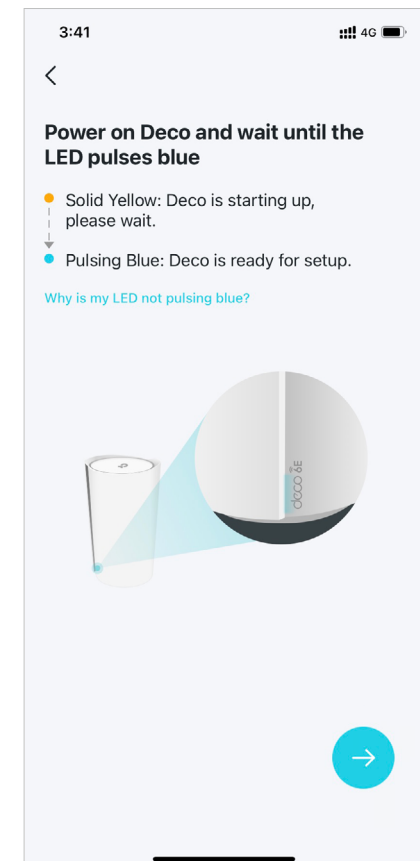 3:41
4G
Power on Deco and wait until the
LED pulses blue
Solid Yellow: Deco is starting up,
please wait.
Pulsing Blue: Deco is ready for setup.
Why is my LED not pulsing blue?
deco 6E